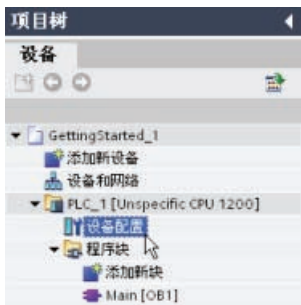 项目树
设备
GettingStarted_1
添加新设备
设备和网络
PLC_1 [Unspecific CPU 1200]
设备配置
程序块
添加新块
Main [OB1]